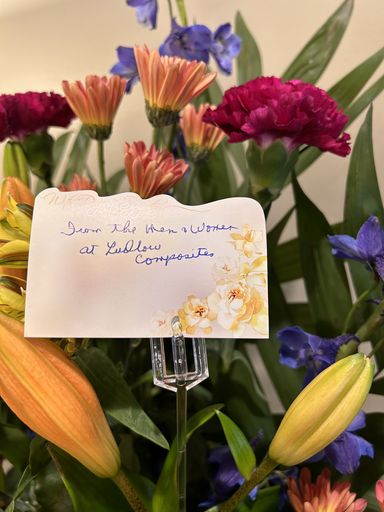 From the Men & Women
at Ludlow
Composites